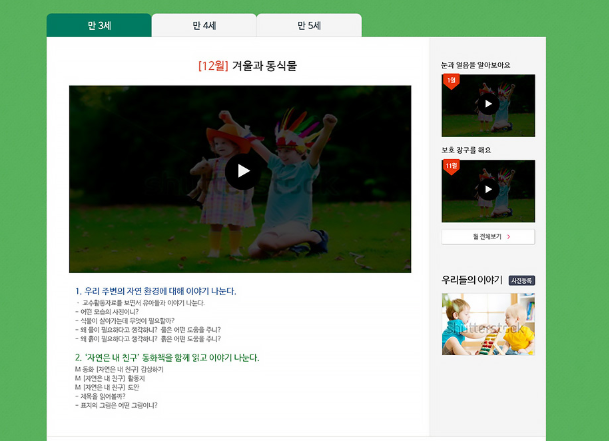 만 3세
만 4세
만 5세
[12월] 겨울과 동식물
shutterstock
1. 우리 주변의 자연 환경에 대해 이야기 나눈다.
- 교수활동자료를 보면서 유아들과 이야기 나눈다.
- 어떤 모습의 사진이니?
- 식물이 살아가는데 무엇이 필요할까?
- 왜 물이 필요하다고 생각하니? 물은 어떤 도움을 주니?
- 왜 흙이 필요하다고 생각하니? 흙은 어떤 도움을 주니?
2. '자연은 내 친구' 동화책을 함께 읽고 이야기 나눈다.
M 동화 [자연은 내 친구] 감상하기
M [자연은 내 친구] 활동지
M [자연은 내 친구] 도안
- 제목을 읽어볼까?
- 표지의 그림은 어떤 그림이니?
눈과 얼음을 알아보아요
1월
보호 장구를 해요
11월
월 전체보기 >
우리들의 이야기
사진등록
shutterstock